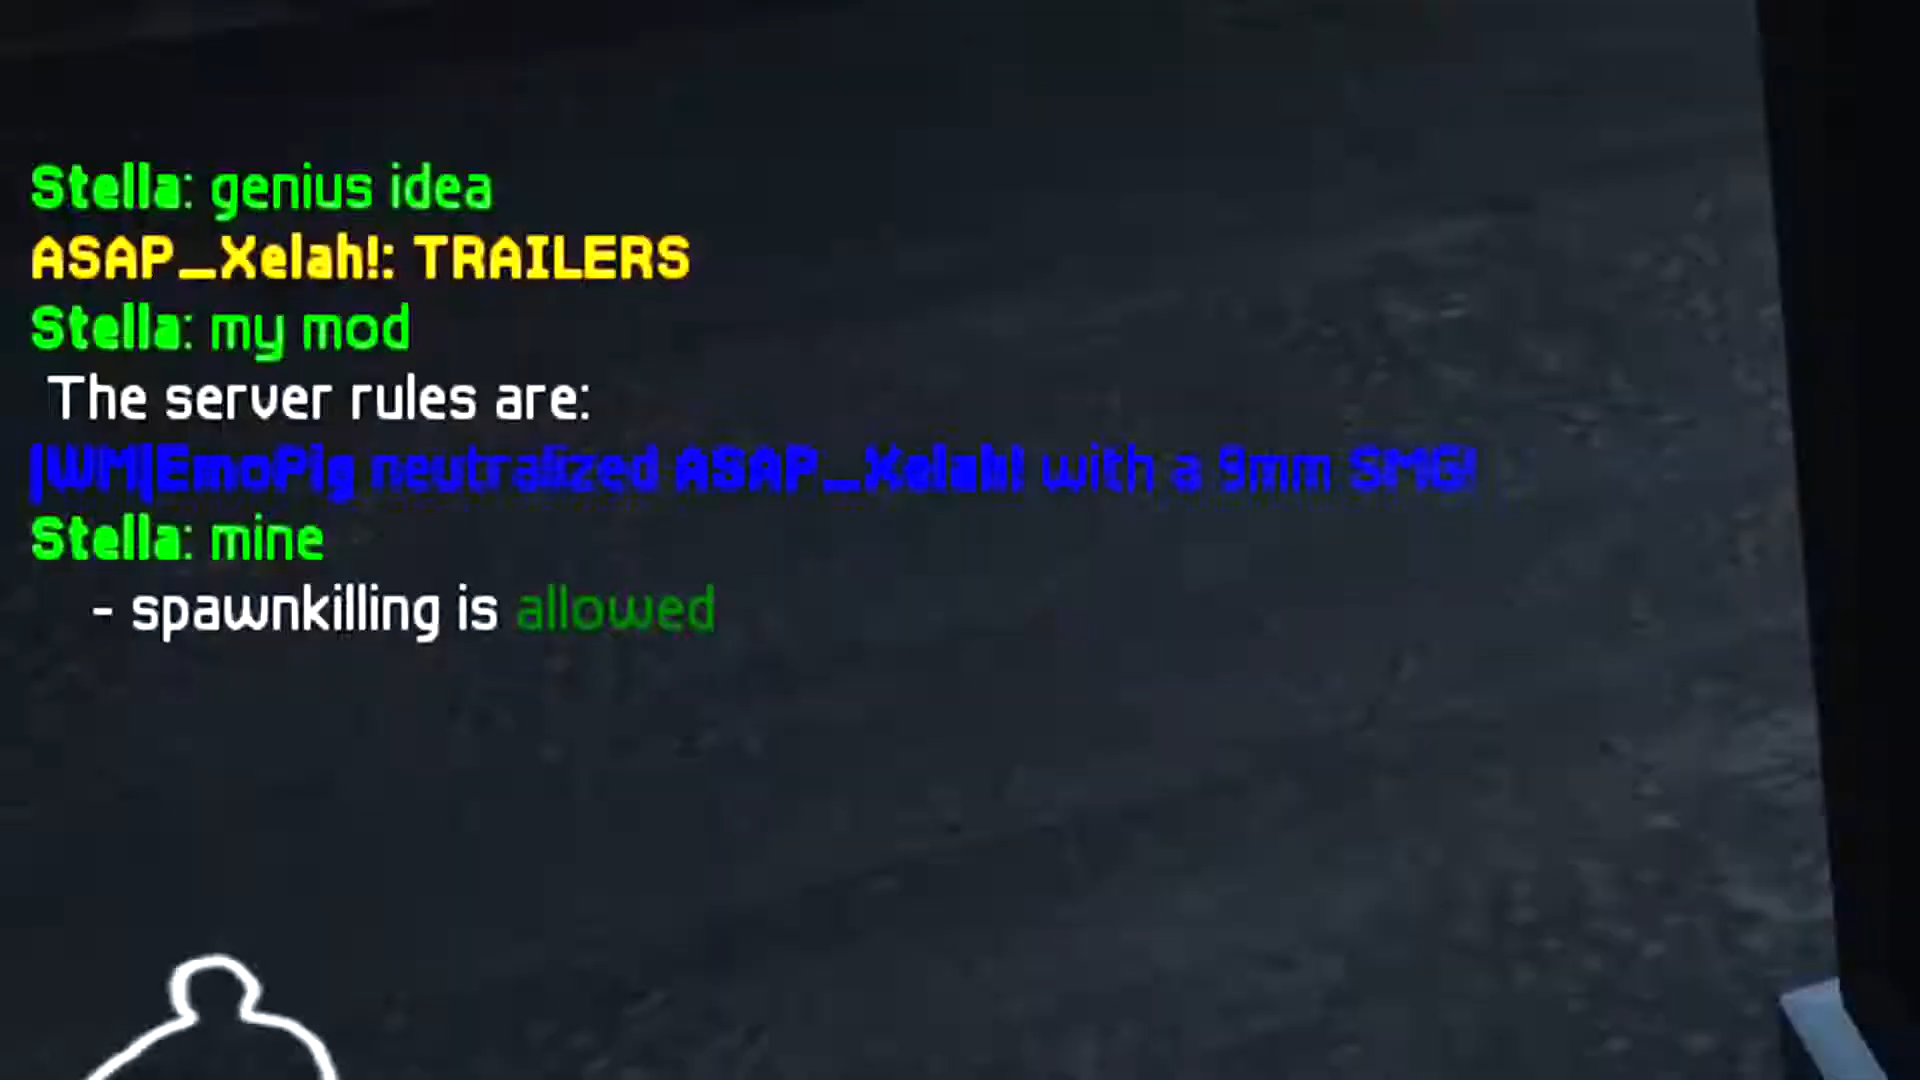 Stella: genius idea
ASAP_Xelah!: TRAILERS
Stella: my mod
The server rules are:
|WM|EmoPig neutralized ASAP_Xelah! with a 9mm SMG!
Stella: mine
- spawnkilling is allowed